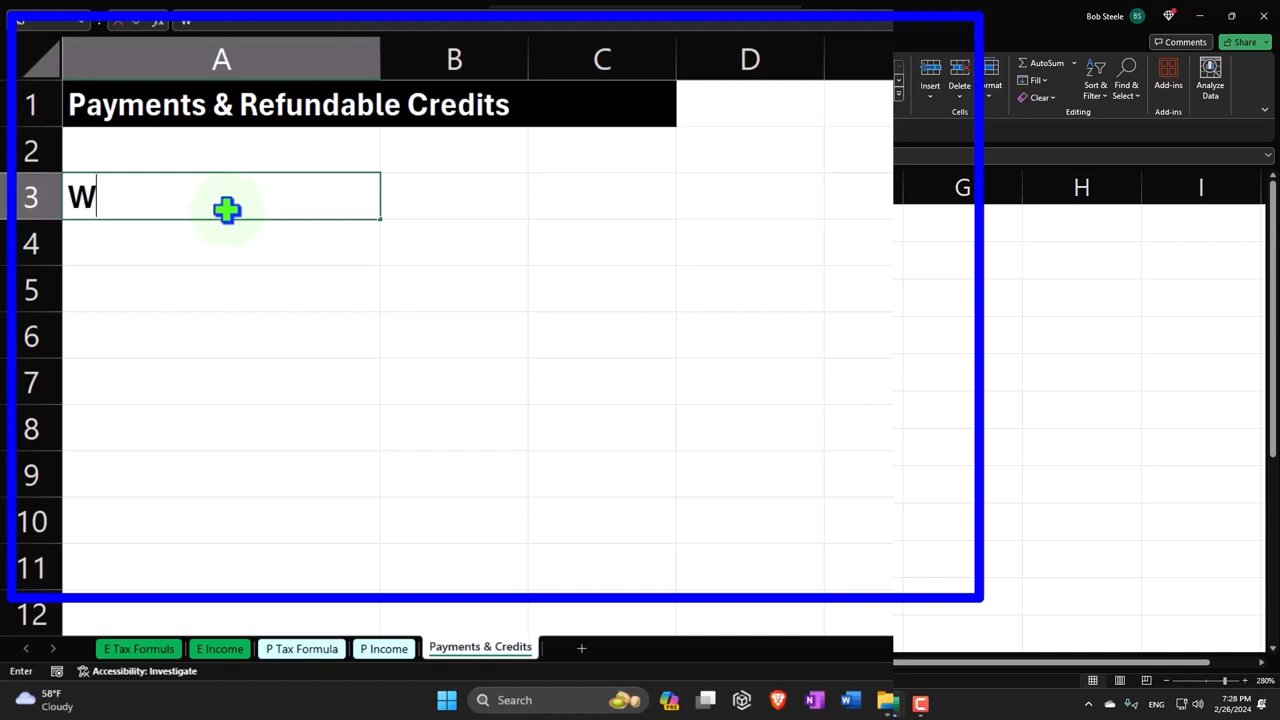 Bob Steele BS
W
Comments Share
AutoSum
Fill
Clear
Insert Delete Format
Sort & Filter Find & Select
Add-ins
Analyze Data
Cells Editing Add-ins
A B C D G H I
1 Payments & Refundable Credits
2
3 W
4
5
6
7
8
9
10
11
12
E Tax Formuls E Income P Tax Formula P Income Payments & Credits
Enter Accessibility: Investigate 280%
58°F
Cloudy
Search
ENG
7:28 PM
2/26/2024